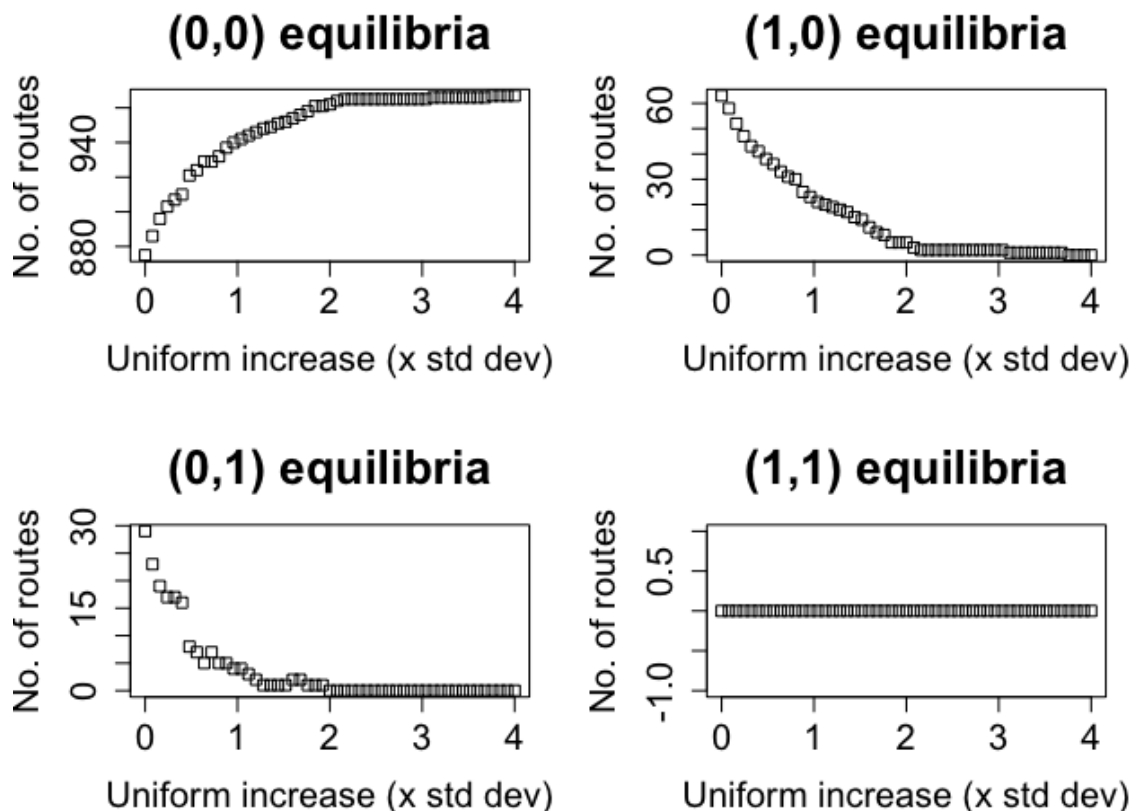 (0,0) equilibria
No. of routes
880 940
0 1 2 3 4
Uniform increase (x std dev)
(1,0) equilibria
No. of routes
0 30 60
0 1 2 3 4
Uniform increase (x std dev)
(0,1) equilibria
No. of routes
0 15 30
0 1 2 3 4
Uniform increase (x std dev)
(1,1) equilibria
No. of routes
-1.0 0.5
0 1 2 3 4
Uniform increase (x std dev)